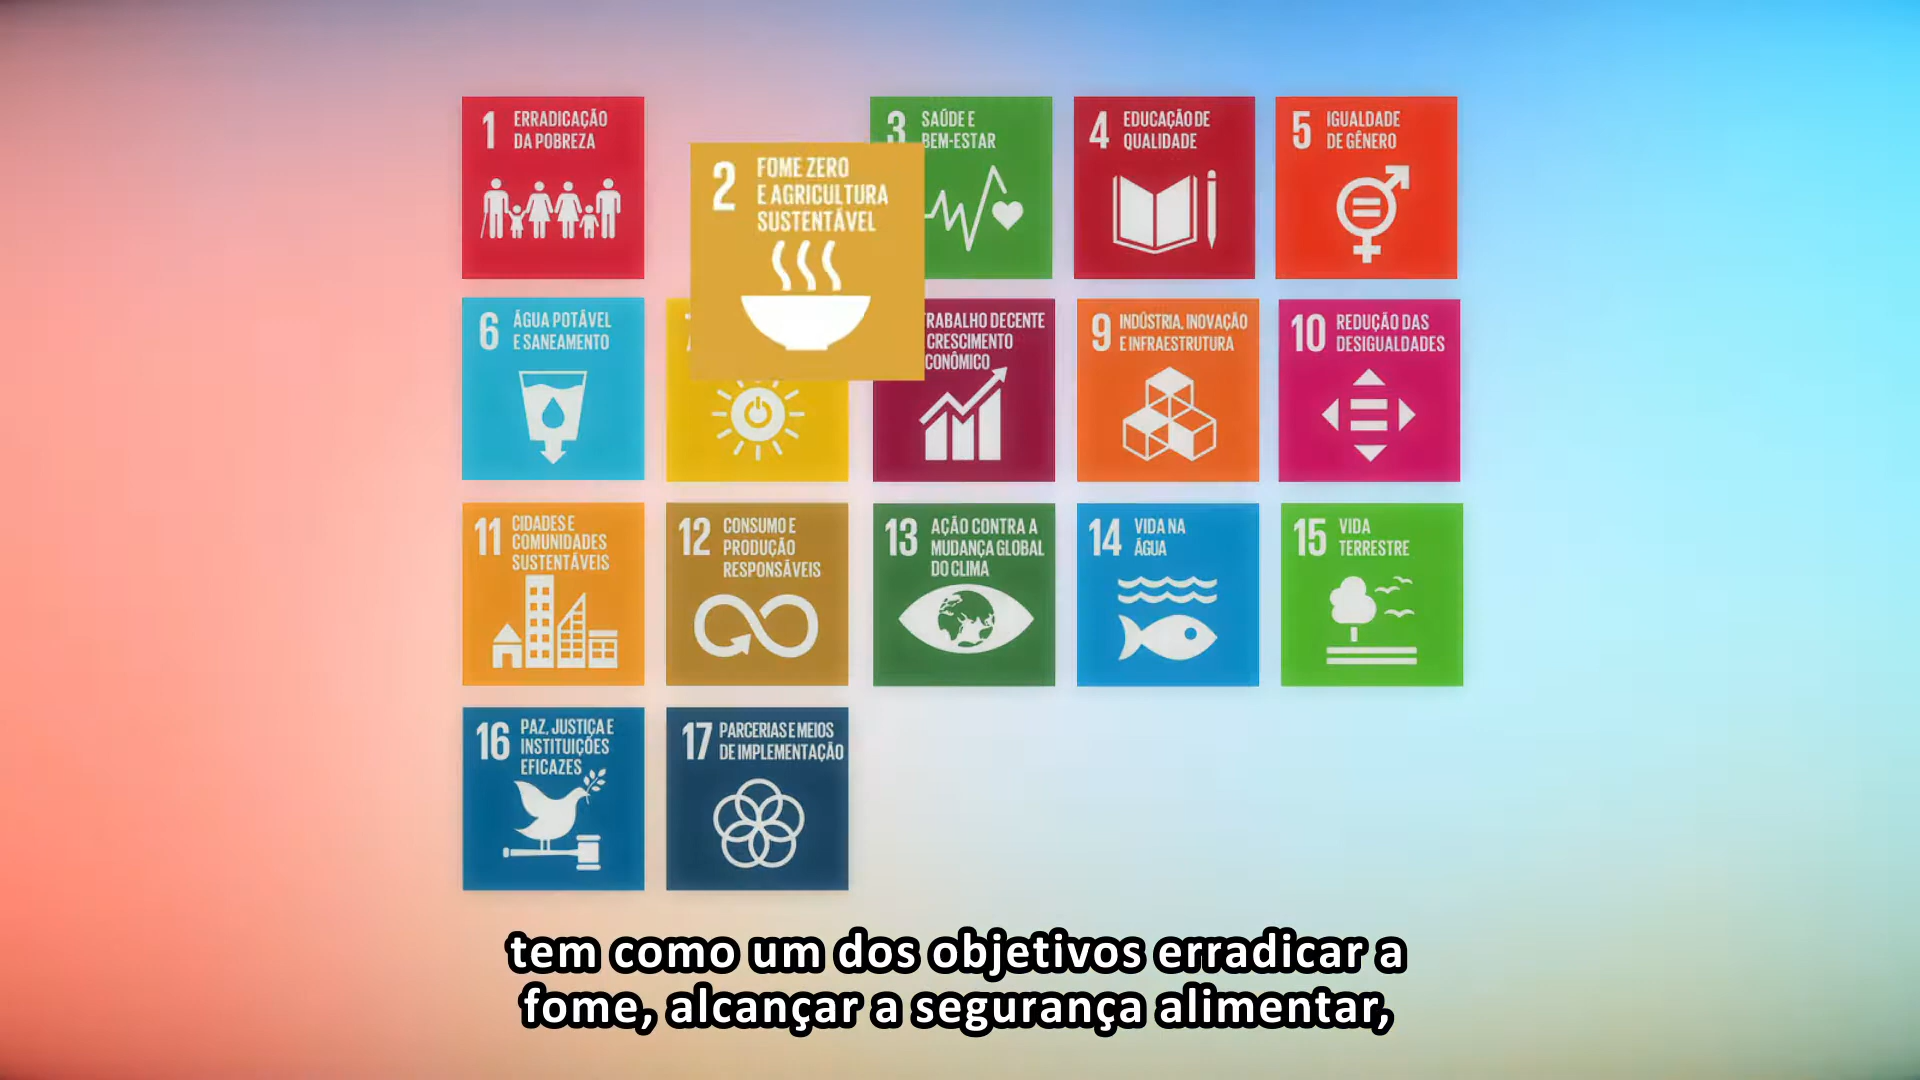 1 ERRADICAÇÃO
DA POBREZA
2 FOME ZERO
E AGRICULTURA
SUSTENTÁVEL
3 SAÚDE E
BEM-ESTAR
4 EDUCAÇÃO DE
QUALIDADE
5 IGUALDADE
DE GÊNERO
6 ÁGUA POTÁVEL
E SANEAMENTO
TRABALHO DECENTE
CRESCIMENTO
9 INDÚSTRIA, INOVAÇÃO
E INFRAESTRUTURA
10 REDUÇÃO DAS
DESIGUALDADES
11 CIDADES E
COMUNIDADES
SUSTENTÁVEIS
12 CONSUMO E
PRODUÇÃO
RESPONSÁVEIS
13 AÇÃO CONTRA A
MUDANÇA GLOBAL
DO CLIMA
14 VIDA NA
ÁGUA
15 VIDA
TERRESTRE
16 PAZ, JUSTIÇA E
INSTITUIÇÕES
EFICAZES
17 PARCERIAS E MEIOS
DE IMPLEMENTAÇÃO
tem como um dos objetivos erradicar a
fome, alcançar a segurança alimentar,